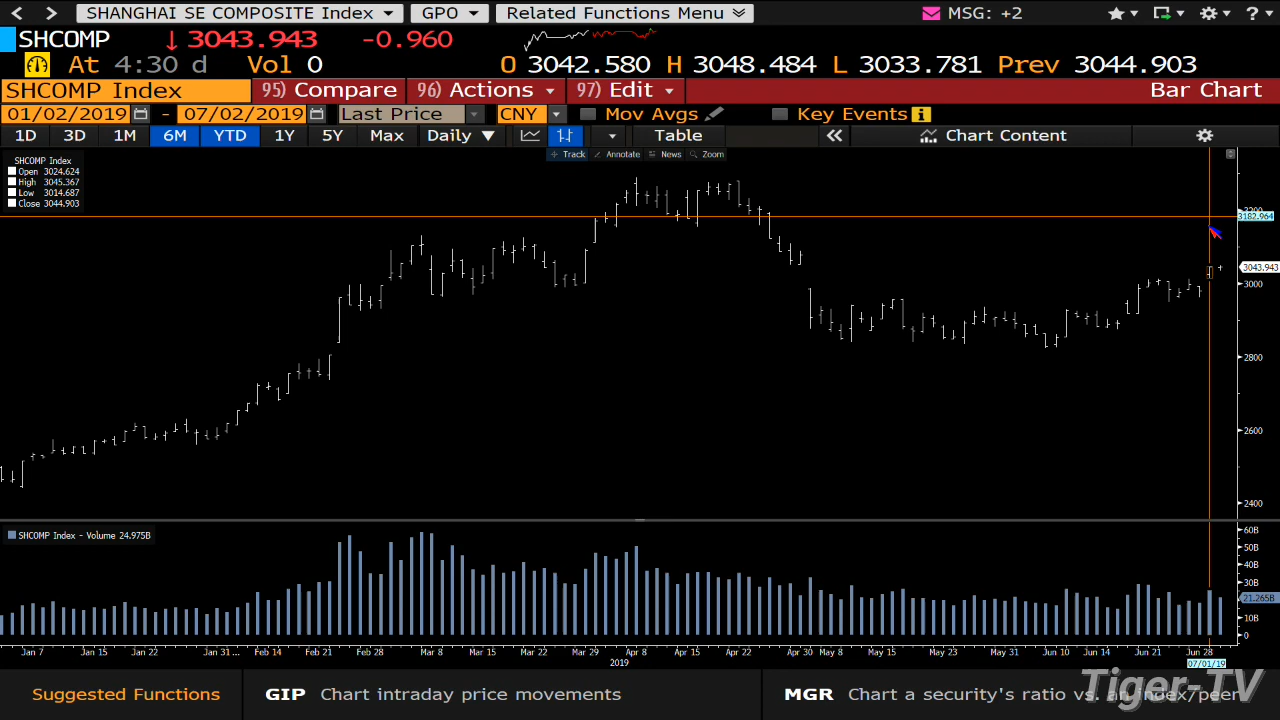 SHANGHAI SE COMPOSITE Index GPO Related Functions Menu MSG: +2 ?
SHCOMP ↓ 3043.943 -0.960
At 4:30 d Vol 0 O 3042.580 H 3048.484 L 3033.781 Prev 3044.903
SHCOMP Index 95) Compare 96) Actions 97) Edit Bar Chart
01/02/2019 - 07/02/2019 Last Price CNY Mov Avgs Key Events
1D 3D 1M 6M YTD 1Y 5Y Max Daily ▼ Table « Chart Content
Track Annotate News Zoom
SHCOMP Index
Open 3024.624
High 3045.367
Low 3014.687
Close 3044.903
3182.964
3043.943
3000
2800
2600
2400
SHCOMP Index - Volume 24.975B
60B
50B
40B
30B
21.265B
10B
0
Jan 7 Jan 15 Jan 22 Jan 31 ... Feb 14 Feb 21 Feb 28 Mar 8 Mar 15 Mar 22 Mar 29 Apr 8 Apr 15 Apr 22 Apr 30 May 8 May 15 May 23 May 31 Jun 10 Jun 14 Jun 21 Jun 28
2019 07/01/19
Suggested Functions GIP Chart intraday price movements MGR Chart a security's ratio vs. an index/peer
Tiger-TV